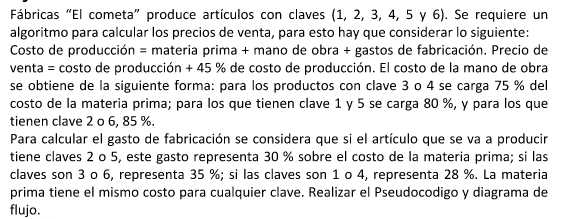 Fábricas “El cometa” produce artículos con claves (1, 2, 3, 4, 5 y 6). Se requiere un
algoritmo para calcular los precios de venta, para esto hay que considerar lo siguiente:
Costo de producción = materia prima + mano de obra + gastos de fabricación. Precio de
venta = costo de producción + 45 % de costo de producción. El costo de la mano de obra
se obtiene de la siguiente forma: para los productos con clave 3 o 4 se carga 75 % del
costo de la materia prima; para los que tienen clave 1 y 5 se carga 80 %, y para los que
tienen clave 2 o 6, 85 %.
Para calcular el gasto de fabricación se considera que si el artículo que se va a producir
tiene claves 2 o 5, este gasto representa 30 % sobre el costo de la materia prima; si las
claves son 3 o 6, representa 35 %; si las claves son 1 o 4, representa 28 %. La materia
prima tiene el mismo costo para cualquier clave. Realizar el Pseudocodigo y diagrama de
flujo.